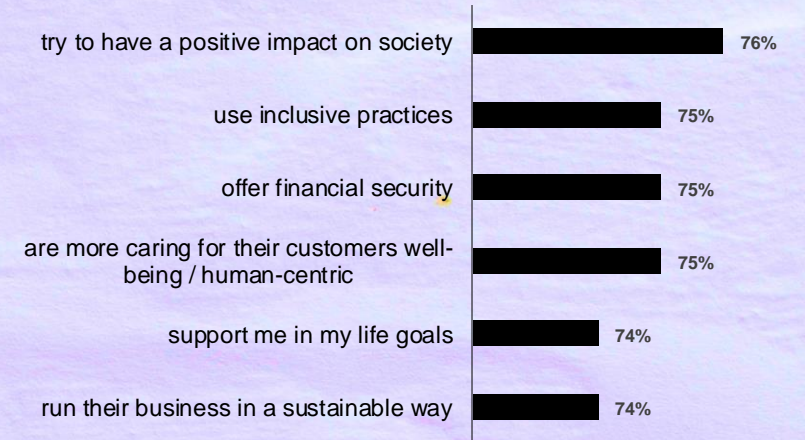 try to have a positive impact on society 76%
use inclusive practices 75%
offer financial security 75%
are more caring for their customers well-
being / human-centric 75%
support me in my life goals 74%
run their business in a sustainable way 74%